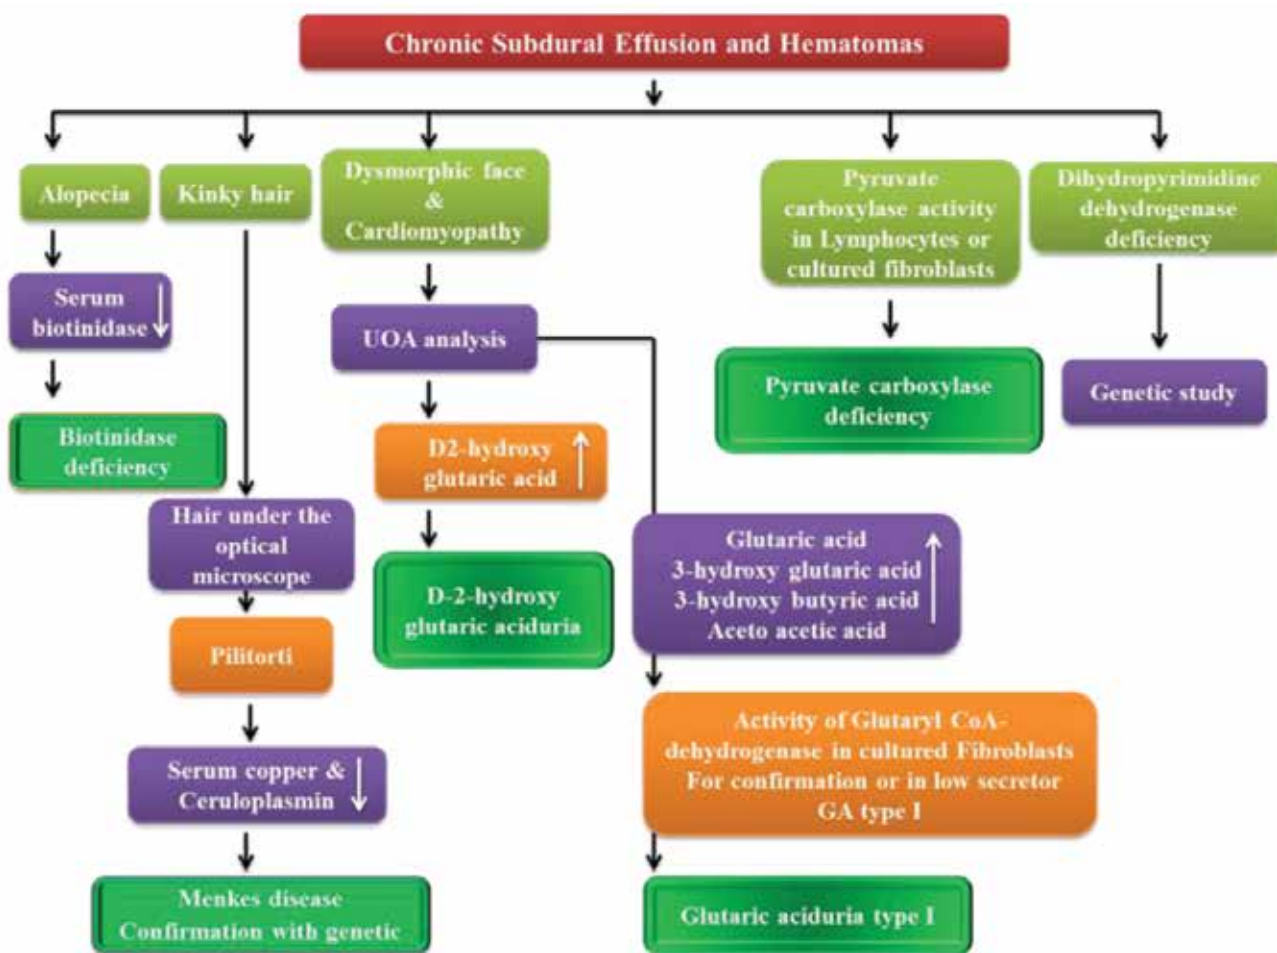 Chronic Subdural Effusion and Hematomas
Alopecia
Kinky hair
Dysmorphic face
&
Cardiomyopathy
Pyruvate
carboxylase activity
in Lymphocytes or
cultured fibroblasts
Dihydropyrimidine
dehydrogenase
deficiency
Serum
biotinidase
UOA analysis
Pyruvate carboxylase
deficiency
Genetic study
Biotinidase
deficiency
D2-hydroxy
glutaric acid
Hair under the
optical
microscope
Glutaric acid
3-hydroxy glutaric acid
3-hydroxy butyric acid
Aceto acetic acid
D-2-hydroxy
glutaric aciduria
Pilitorti
Activity of Glutaryl CoA-
dehydrogenase in cultured Fibroblasts
For confirmation or in low secretor
GA type I
Serum copper &
Ceruloplasmin
Menkes disease
Confirmation with genetic
Glutaric aciduria type I